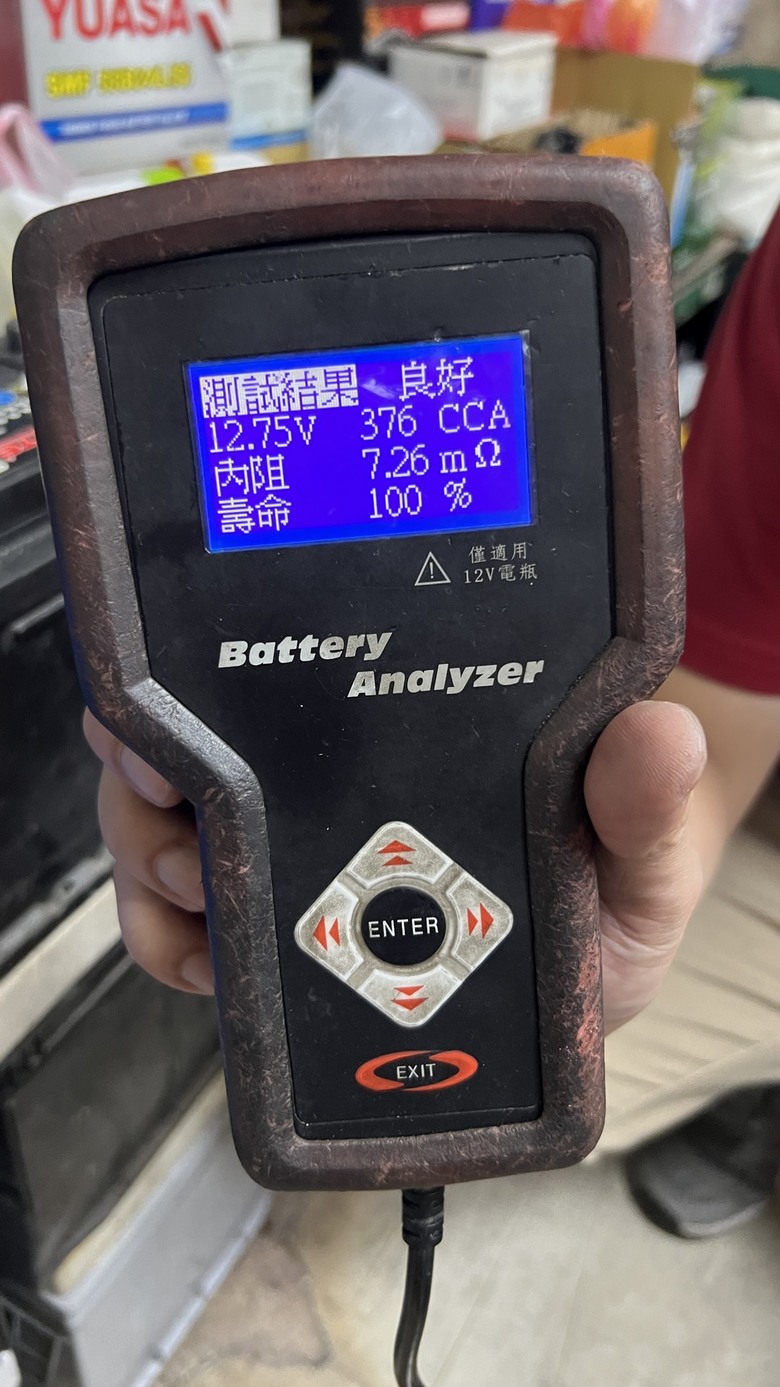 YUASA
測試結果 良好
12.75V 376 CCA
內阻 7.26 mΩ
壽命 100 %
僅適用
12V電瓶
Battery
Analyzer
ENTER
EXIT